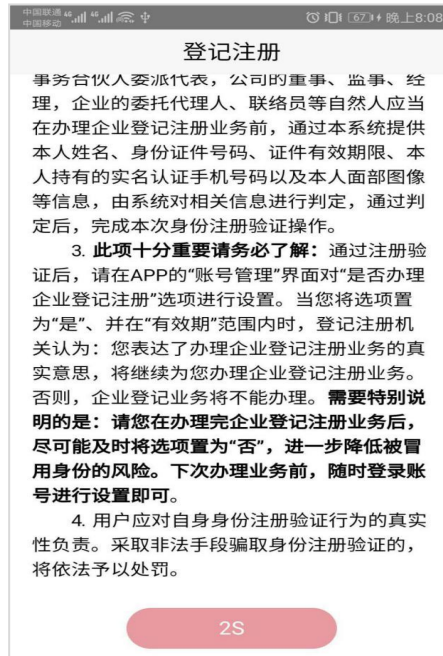 中国联通 中国移动 4G 4G 67 晚上8:08
登记注册
事务合伙人委派代表，公司的董事、监事、经
理，企业的委托代理人、联络员等自然人应当
在办理企业登记注册业务前，通过本系统提供
本人姓名、身份证件号码、证件有效期限、本
人持有的实名认证手机号码以及本人面部图像
等信息，由系统对相关信息进行判定，通过判
定后，完成本次身份注册验证操作。
3. 此项十分重要请务必了解：通过注册验
证后，请在APP的“账号管理”界面对“是否办理
企业登记注册”选项进行设置。当您将选项置
为“是”、并在“有效期”范围内时，登记注册机
关认为：您表达了办理企业登记注册业务的真
实意思，将继续为您办理企业登记注册业务。
否则，企业登记业务将不能办理。需要特别说
明的是：请您在办理完企业登记注册业务后，
尽可能及时将选项置为“否”，进一步降低被冒
用身份的风险。下次办理业务前，随时登录账
号进行设置即可。
4. 用户应对自身身份注册验证行为的真实
性负责。采取非法手段骗取身份注册验证的，
将依法予以处罚。
2S